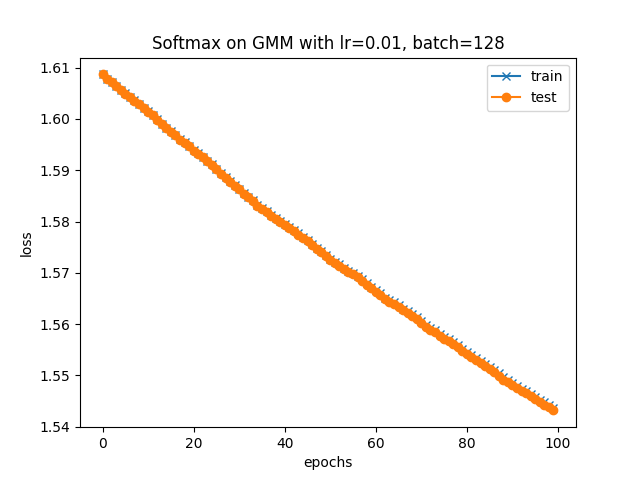 Softmax on GMM with lr=0.01, batch=128
train
test
loss
1.61
1.60
1.59
1.58
1.57
1.56
1.55
1.54
0 20 40 60 80 100
epochs